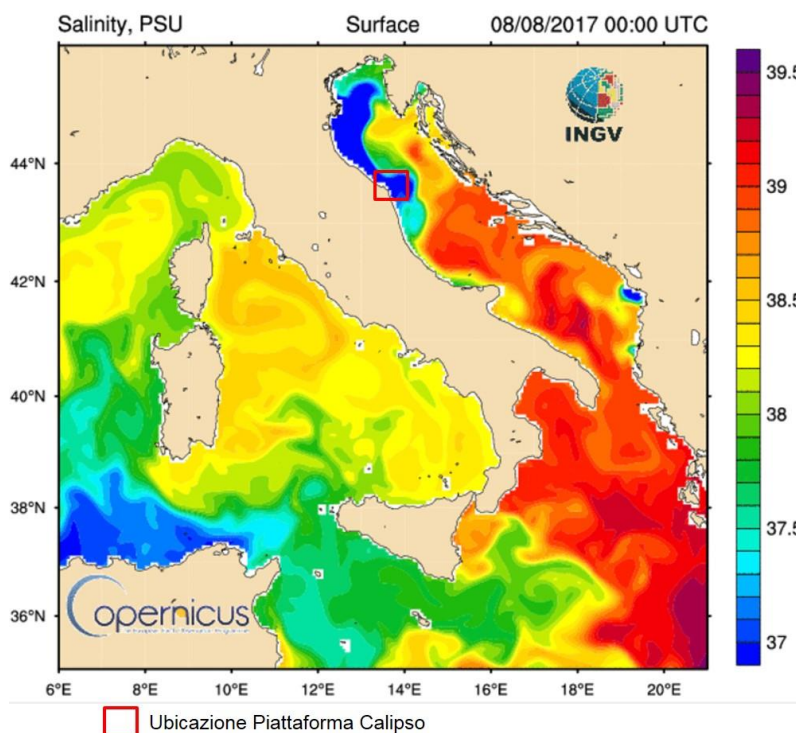 Salinity, PSU Surface 08/08/2017 00:00 UTC
INGV
39.5
39
38.5
38
37.5
37
44°N
42°N
40°N
38°N
36°N
opernicus
6°E 8°E 10°E 12°E 14°E 16°E 18°E 20°E
Ubicazione Piattaforma Calipso